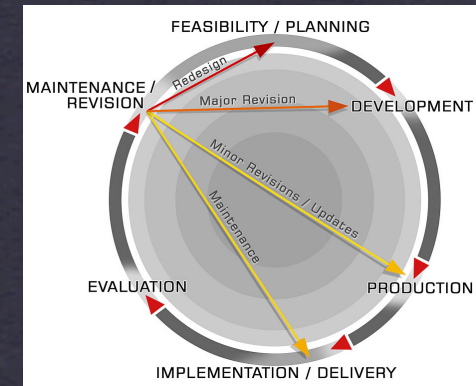 FEASIBILITY / PLANNING
MAINTENANCE /
REVISION
Redesign
Major Revision
DEVELOPMENT
Minor Revisions / Updates
Maintenance
EVALUATION
PRODUCTION
IMPLEMENTATION / DELIVERY